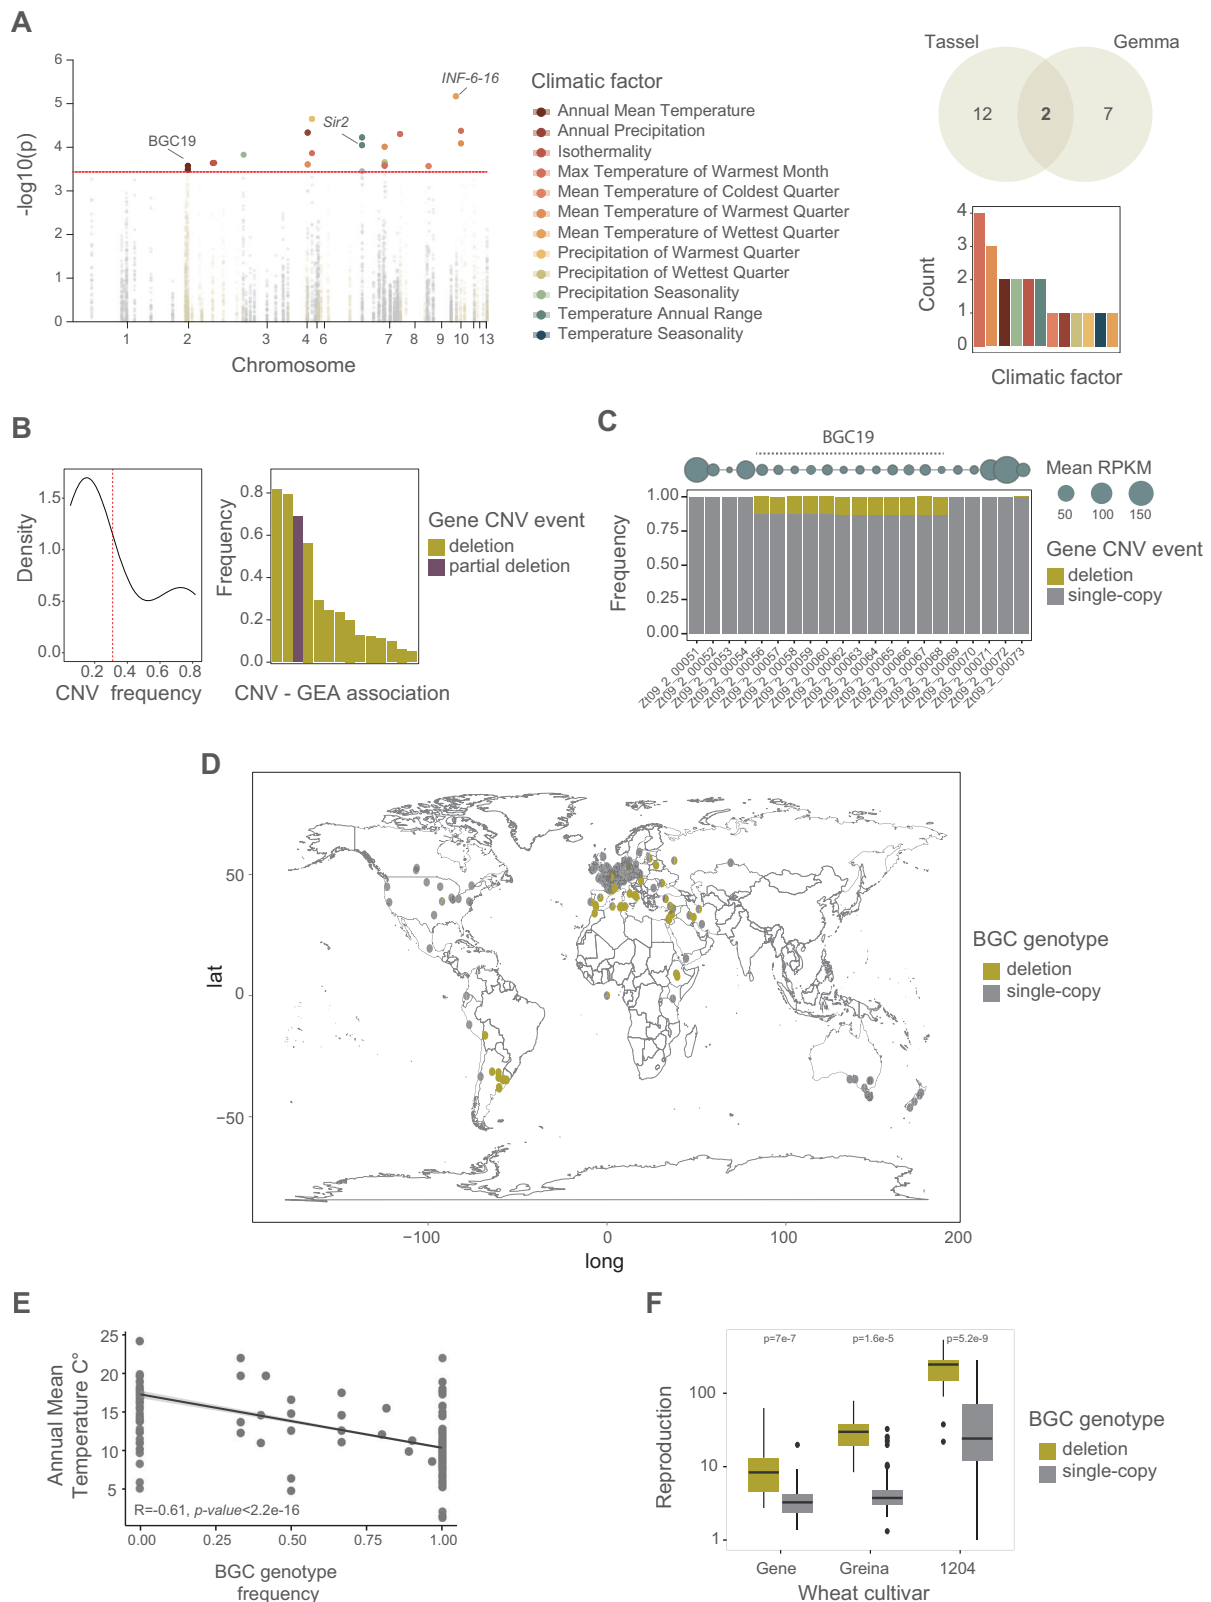 A
6
5
4
3
2
1
0
-log10(p)
BGC19
Sir2
INF-6-16
1
2
3
4
6
7
8
9
10
13
Chromosome
Climatic factor
Annual Mean Temperature
Annual Precipitation
Isothermality
Max Temperature of Warmest Month
Mean Temperature of Coldest Quarter
Mean Temperature of Warmest Quarter
Mean Temperature of Wettest Quarter
Precipitation of Warmest Quarter
Precipitation of Wettest Quarter
Precipitation Seasonality
Temperature Annual Range
Temperature Seasonality
Tassel
Gemma
12
2
7
4
3
2
1
0
Count
Climatic factor
B
1.5
1.0
0.5
Density
0.2
0.4
0.6
0.8
CNV frequency
0.8
0.6
0.4
0.2
0.0
Frequency
CNV - GEA association
Gene CNV event
deletion
partial deletion
C
BGC19
Mean RPKM
50
100
150
1.00
0.75
0.50
0.25
0.00
Frequency
Zt09_2_00051
Zt09_2_00052
Zt09_2_00053
Zt09_2_00054
Zt09_2_00056
Zt09_2_00057
Zt09_2_00058
Zt09_2_00059
Zt09_2_00060
Zt09_2_00062
Zt09_2_00063
Zt09_2_00064
Zt09_2_00065
Zt09_2_00066
Zt09_2_00067
Zt09_2_00068
Zt09_2_00069
Zt09_2_00070
Zt09_2_00071
Zt09_2_00072
Zt09_2_00073
Gene CNV event
deletion
single-copy
D
50
0
−50
lat
−100
0
100
200
long
BGC genotype
deletion
single-copy
E
25
20
15
10
5
Annual Mean
Temperature C°
R=-0.61, p-value<2.2e-16
0.00
0.25
0.50
0.75
1.00
BGC genotype
frequency
F
p=7e-7
p=1.6e-5
p=5.2e-9
100
10
1
Reproduction
Gene
Greina
1204
Wheat cultivar
BGC genotype
deletion
single-copy